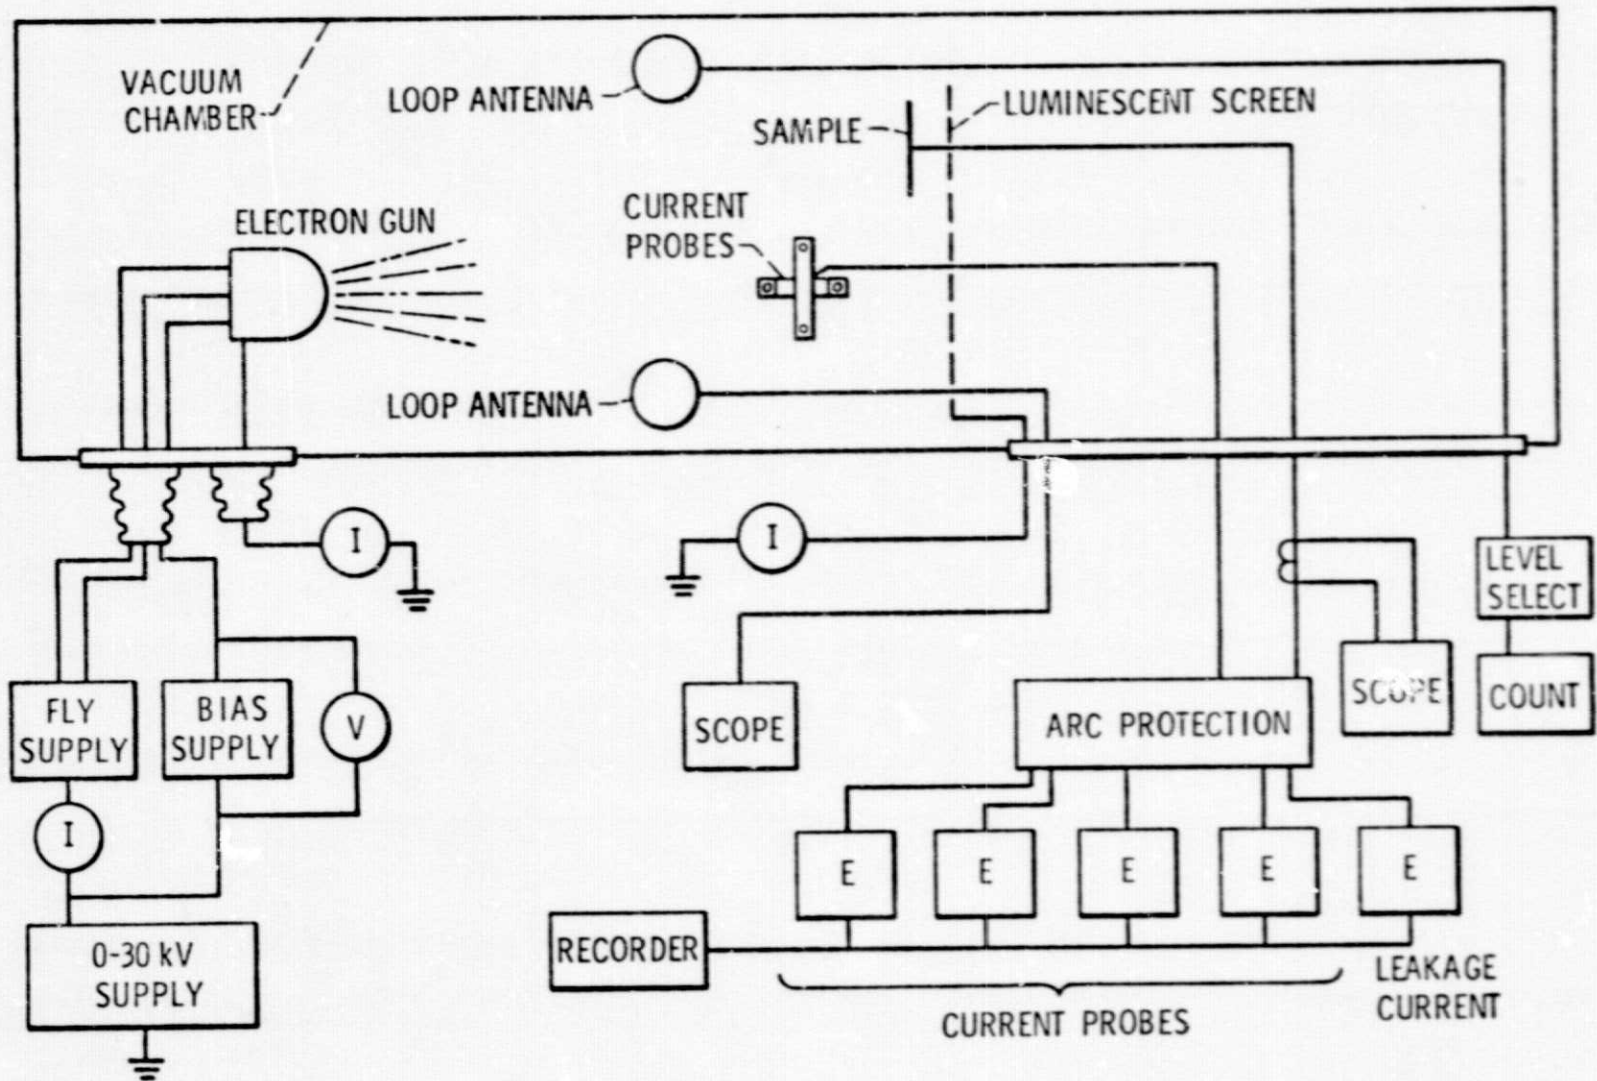 VACUUM
CHAMBER
LOOP ANTENNA
SAMPLE
LUMINESCENT SCREEN
ELECTRON GUN
CURRENT
PROBES
LOOP ANTENNA
I
I
LEVEL
SELECT
FLY
SUPPLY
BIAS
SUPPLY
V
SCOPE
ARC PROTECTION
SCOPE
COUNT
I
E
E
E
E
E
RECORDER
0-30 kV
SUPPLY
CURRENT PROBES
LEAKAGE
CURRENT